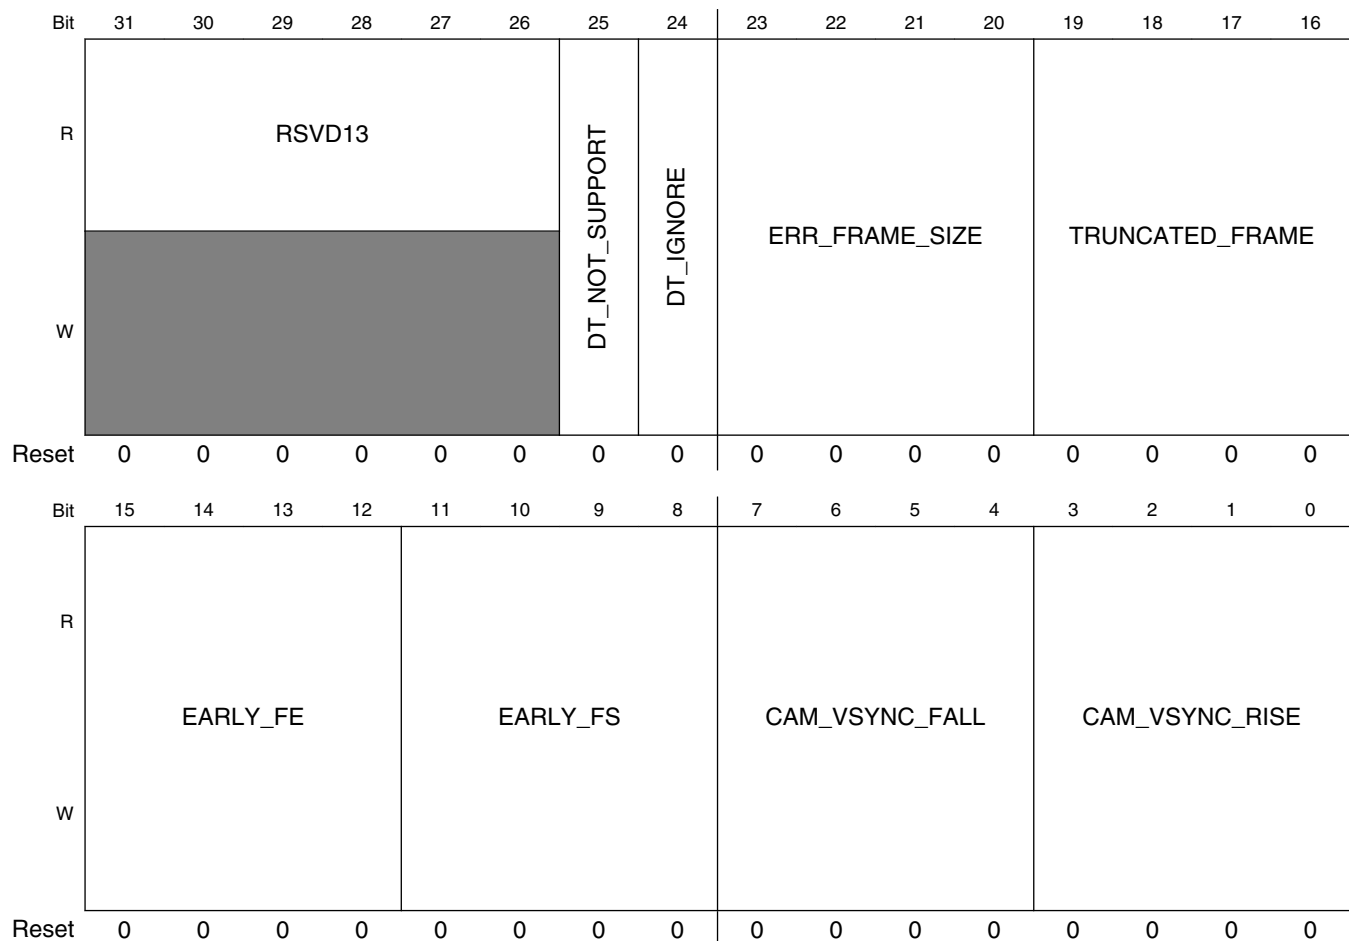 Bit 31 30 29 28 27 26 25 24 23 22 21 20 19 18 17 16
R RSVD13 DT_NOT_SUPPORT DT_IGNORE ERR_FRAME_SIZE TRUNCATED_FRAME
W
Reset 0 0 0 0 0 0 0 0 0 0 0 0 0 0 0 0
Bit 15 14 13 12 11 10 9 8 7 6 5 4 3 2 1 0
R
EARLY_FE EARLY_FS CAM_VSYNC_FALL CAM_VSYNC_RISE
W
Reset 0 0 0 0 0 0 0 0 0 0 0 0 0 0 0 0